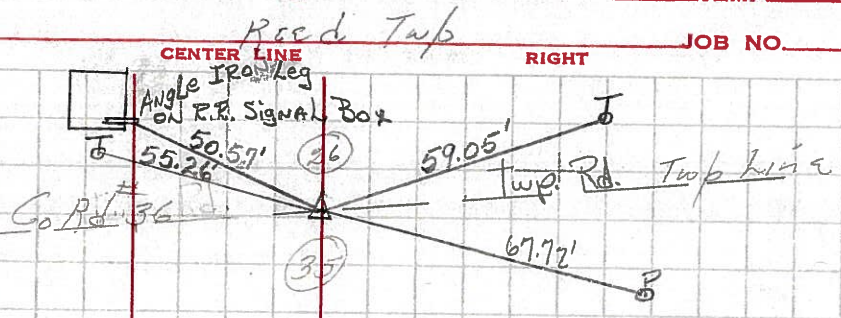 Reed Twp
CENTER LINE
RIGHT
JOB NO.
Angle IRON Leg
ON R.R. Signal Box
T
50.57'
55.26'
26
59.05'
T
Twp. Rd. Twp Line
Co Rd #36
35
67.72'
P